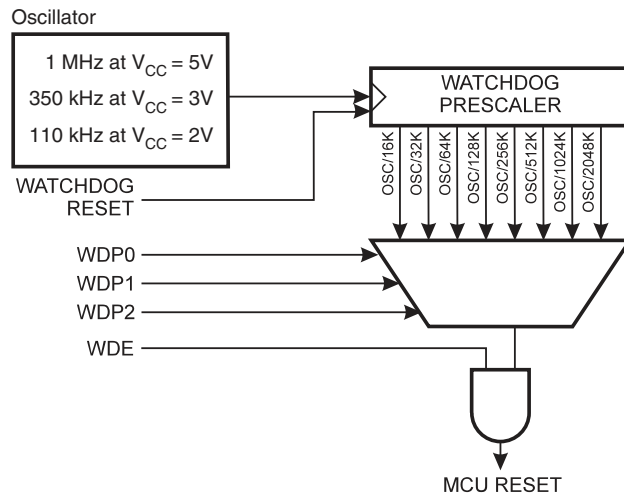 Oscillator
1 MHz at VCC = 5V
350 kHz at VCC = 3V
110 kHz at VCC = 2V
WATCHDOG
PRESCALER
OSC/16K
OSC/32K
OSC/64K
OSC/128K
OSC/256K
OSC/512K
OSC/1024K
OSC/2048K
WATCHDOG
RESET
WDP0
WDP1
WDP2
WDE
MCU RESET